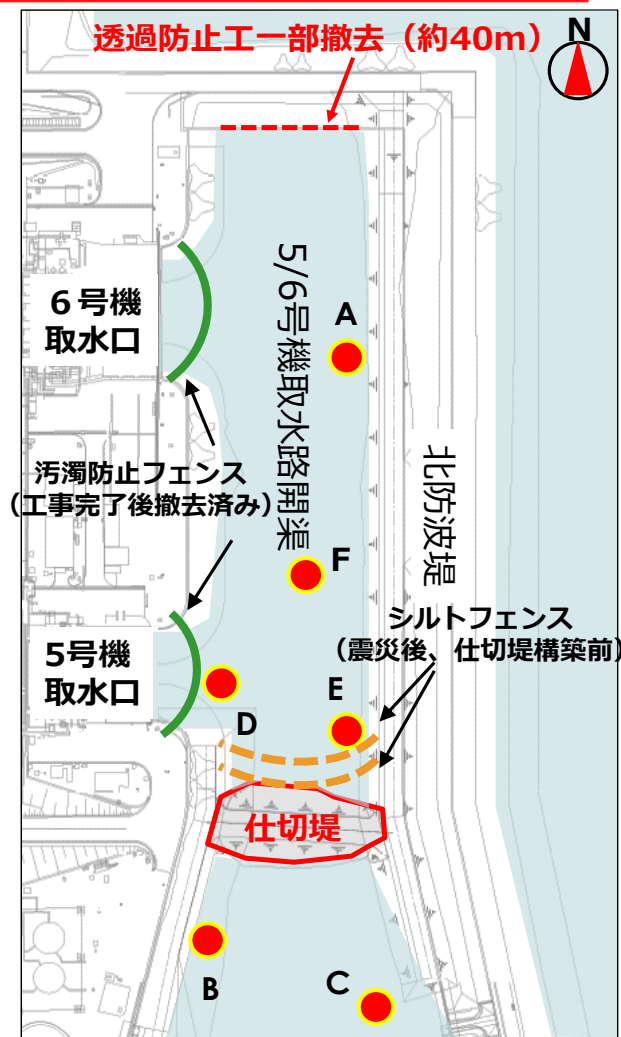 透過防止工一部撤去（約40m）
N
６号機
取水口
5/6号機取水路開渠
A
北防波堤
汚濁防止フェンス
（工事完了後撤去済み）
F
シルトフェンス
（震災後、仕切堤構築前）
5号機
取水口
D
E
仕切堤
B
C